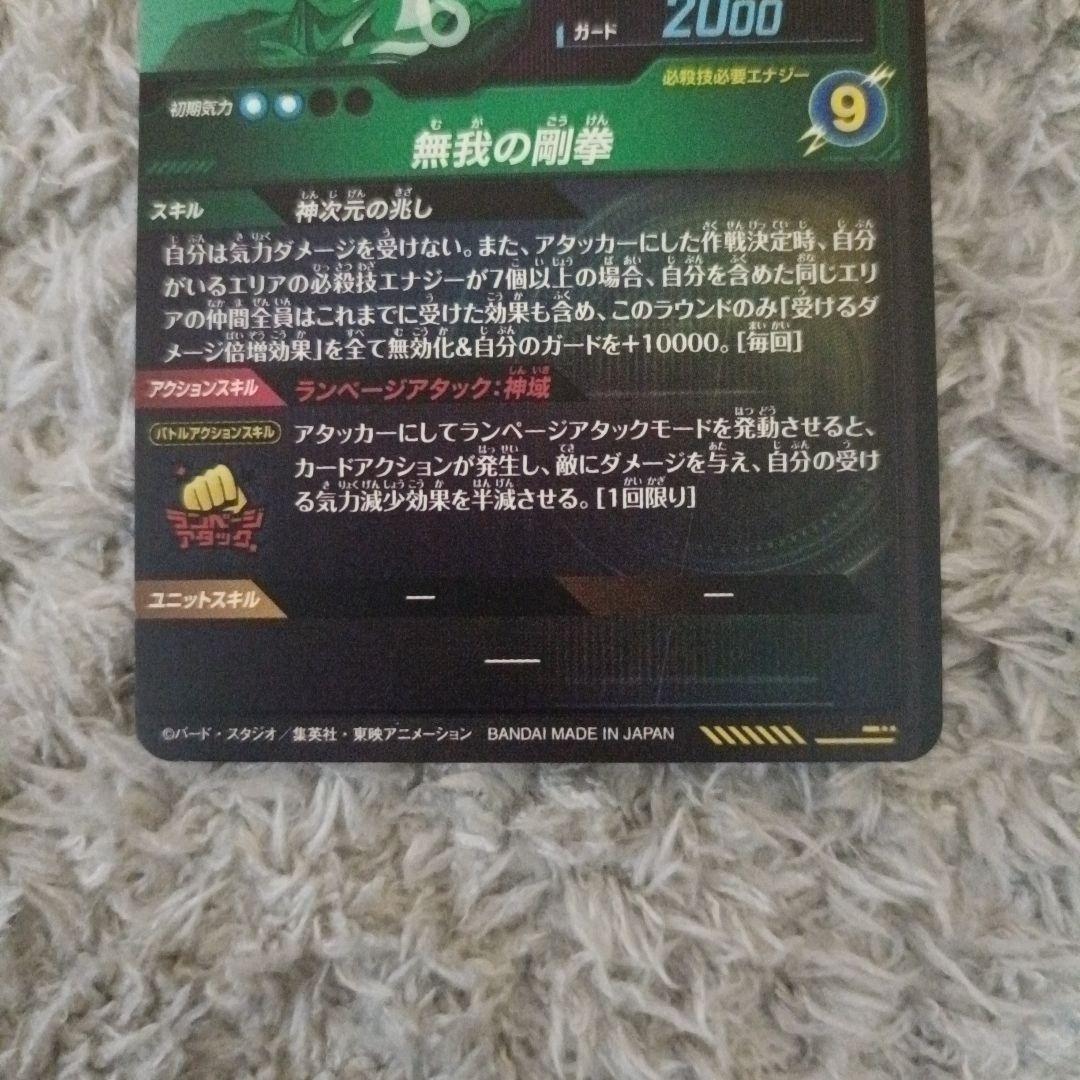 ガード 2000
必殺技必要エナジー
初期気力
9
無我の剛拳
スキル 神次元の兆し
自分は気力ダメージを受けない。また、アタッカーにした作戦決定時、自分
がいるエリアの必殺技エナジーが7個以上の場合、自分を含めた同じエリ
アの仲間全員はこれまでに受けた効果も含め、このラウンドのみ「受けるダ
メージ倍増効果」を全て無効化&自分のガードを+10000。[毎回]
アクションスキル ランページアタック:神域
バトルアクションスキル
アタッカーにしてランページアタックモードを発動させると、
カードアクションが発生し、敵にダメージを与え、自分の受け
る気力減少効果を半減させる。[1回限り]
ランページ
アタック
ユニットスキル ― ―
―
©バード・スタジオ/集英社・東映アニメーション BANDAI MADE IN JAPAN